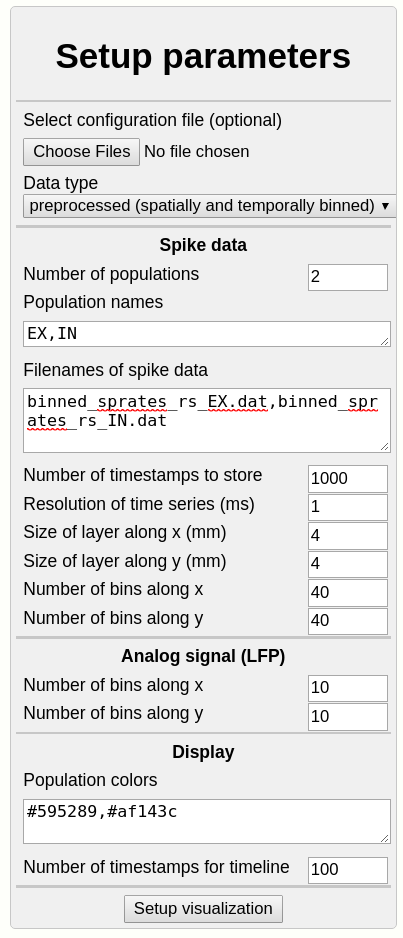 Setup parameters
Select configuration file (optional)
Choose Files No file chosen
Data type
preprocessed (spatially and temporally binned) ▼
Spike data
Number of populations 2
Population names
EX,IN
Filenames of spike data
binned_sprates_rs_EX.dat,binned_spr
ates_rs_IN.dat
Number of timestamps to store 1000
Resolution of time series (ms) 1
Size of layer along x (mm) 4
Size of layer along y (mm) 4
Number of bins along x 40
Number of bins along y 40
Analog signal (LFP)
Number of bins along x 10
Number of bins along y 10
Display
Population colors
#595289,#af143c
Number of timestamps for timeline 100
Setup visualization